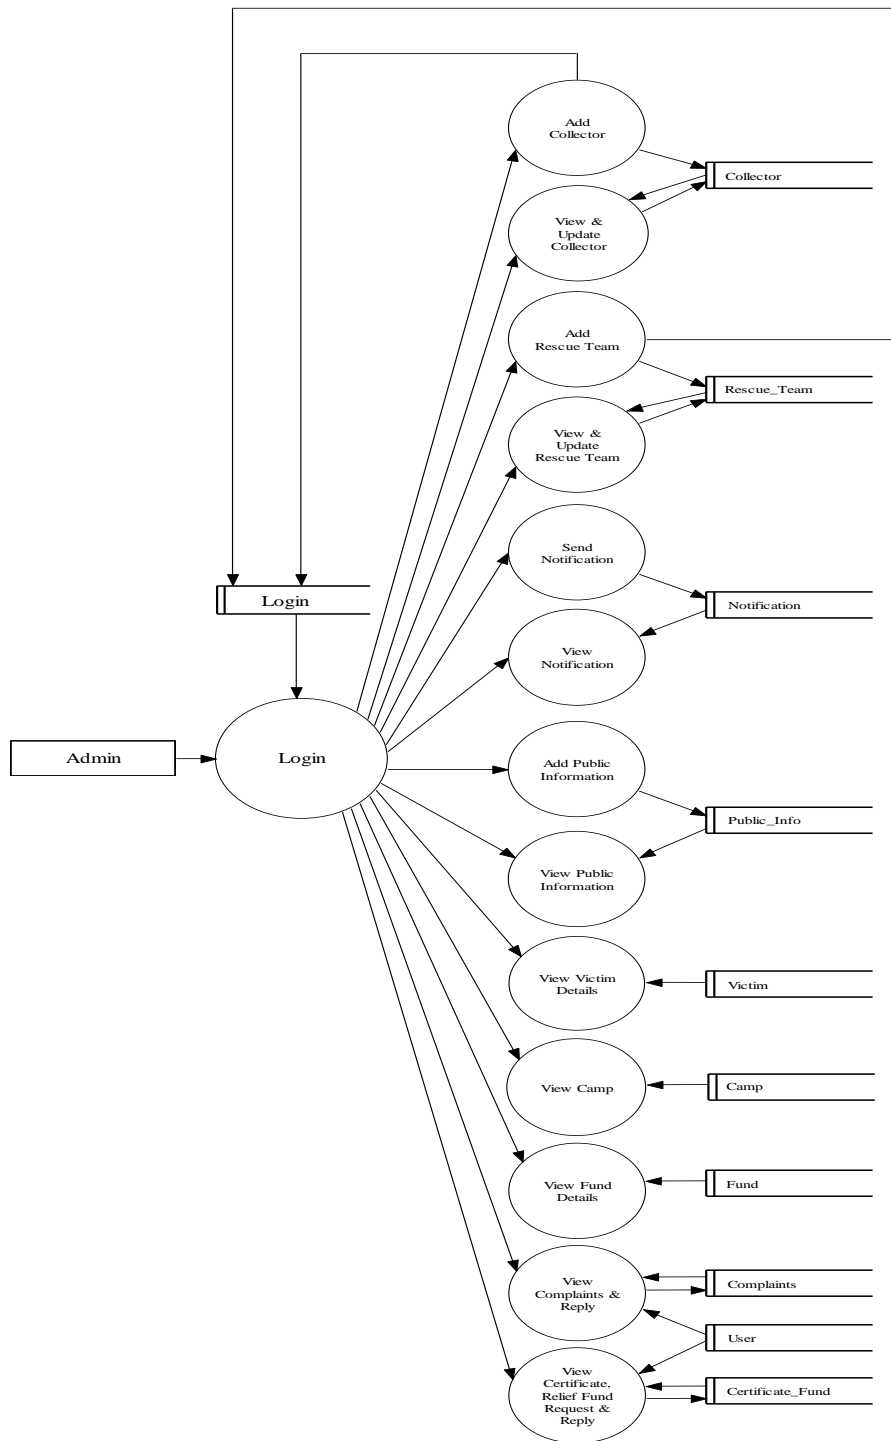 Add
Collector
Collector
View &
Update
Collector
Add
Rescue Team
Rescue_Team
View &
Update
Rescue Team
Send
Notification
Login
Notification
View
Notification
Admin
Login
Add Public
Information
Public_Info
View Public
Information
View Victim
Details
Victim
View Camp
Camp
View Fund
Details
Fund
View
Complaints &
Reply
Complaints
User
View
Certificate,
Relief Fund
Request &
Reply
Certificate_Fund